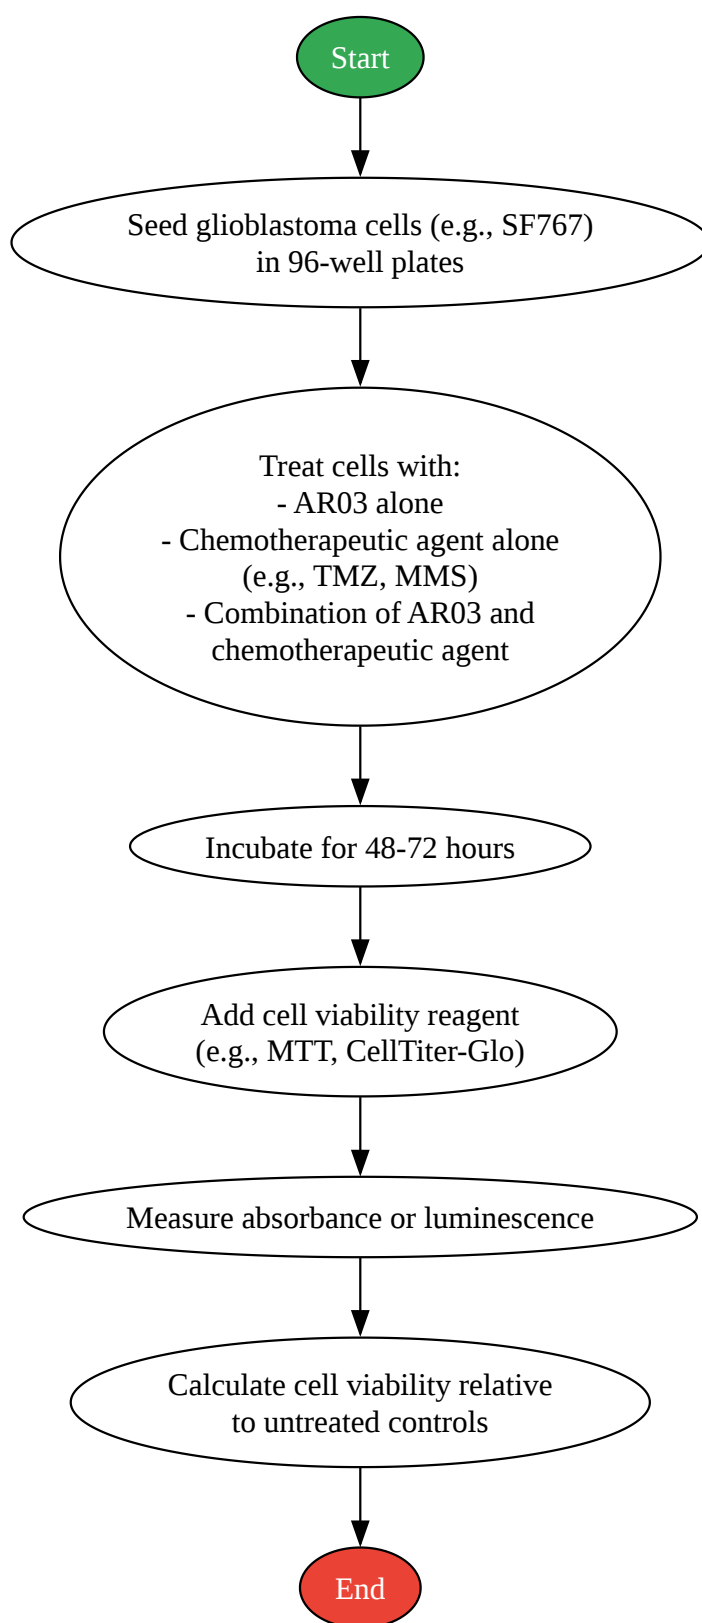 Start
Seed glioblastoma cells (e.g., SF767)
in 96-well plates
Treat cells with:
- AR03 alone
- Chemotherapeutic agent alone
(e.g., TMZ, MMS)
- Combination of AR03 and
chemotherapeutic agent
Incubate for 48-72 hours
Add cell viability reagent
(e.g., MTT, CellTiter-Glo)
Measure absorbance or luminescence
Calculate cell viability relative
to untreated controls
End